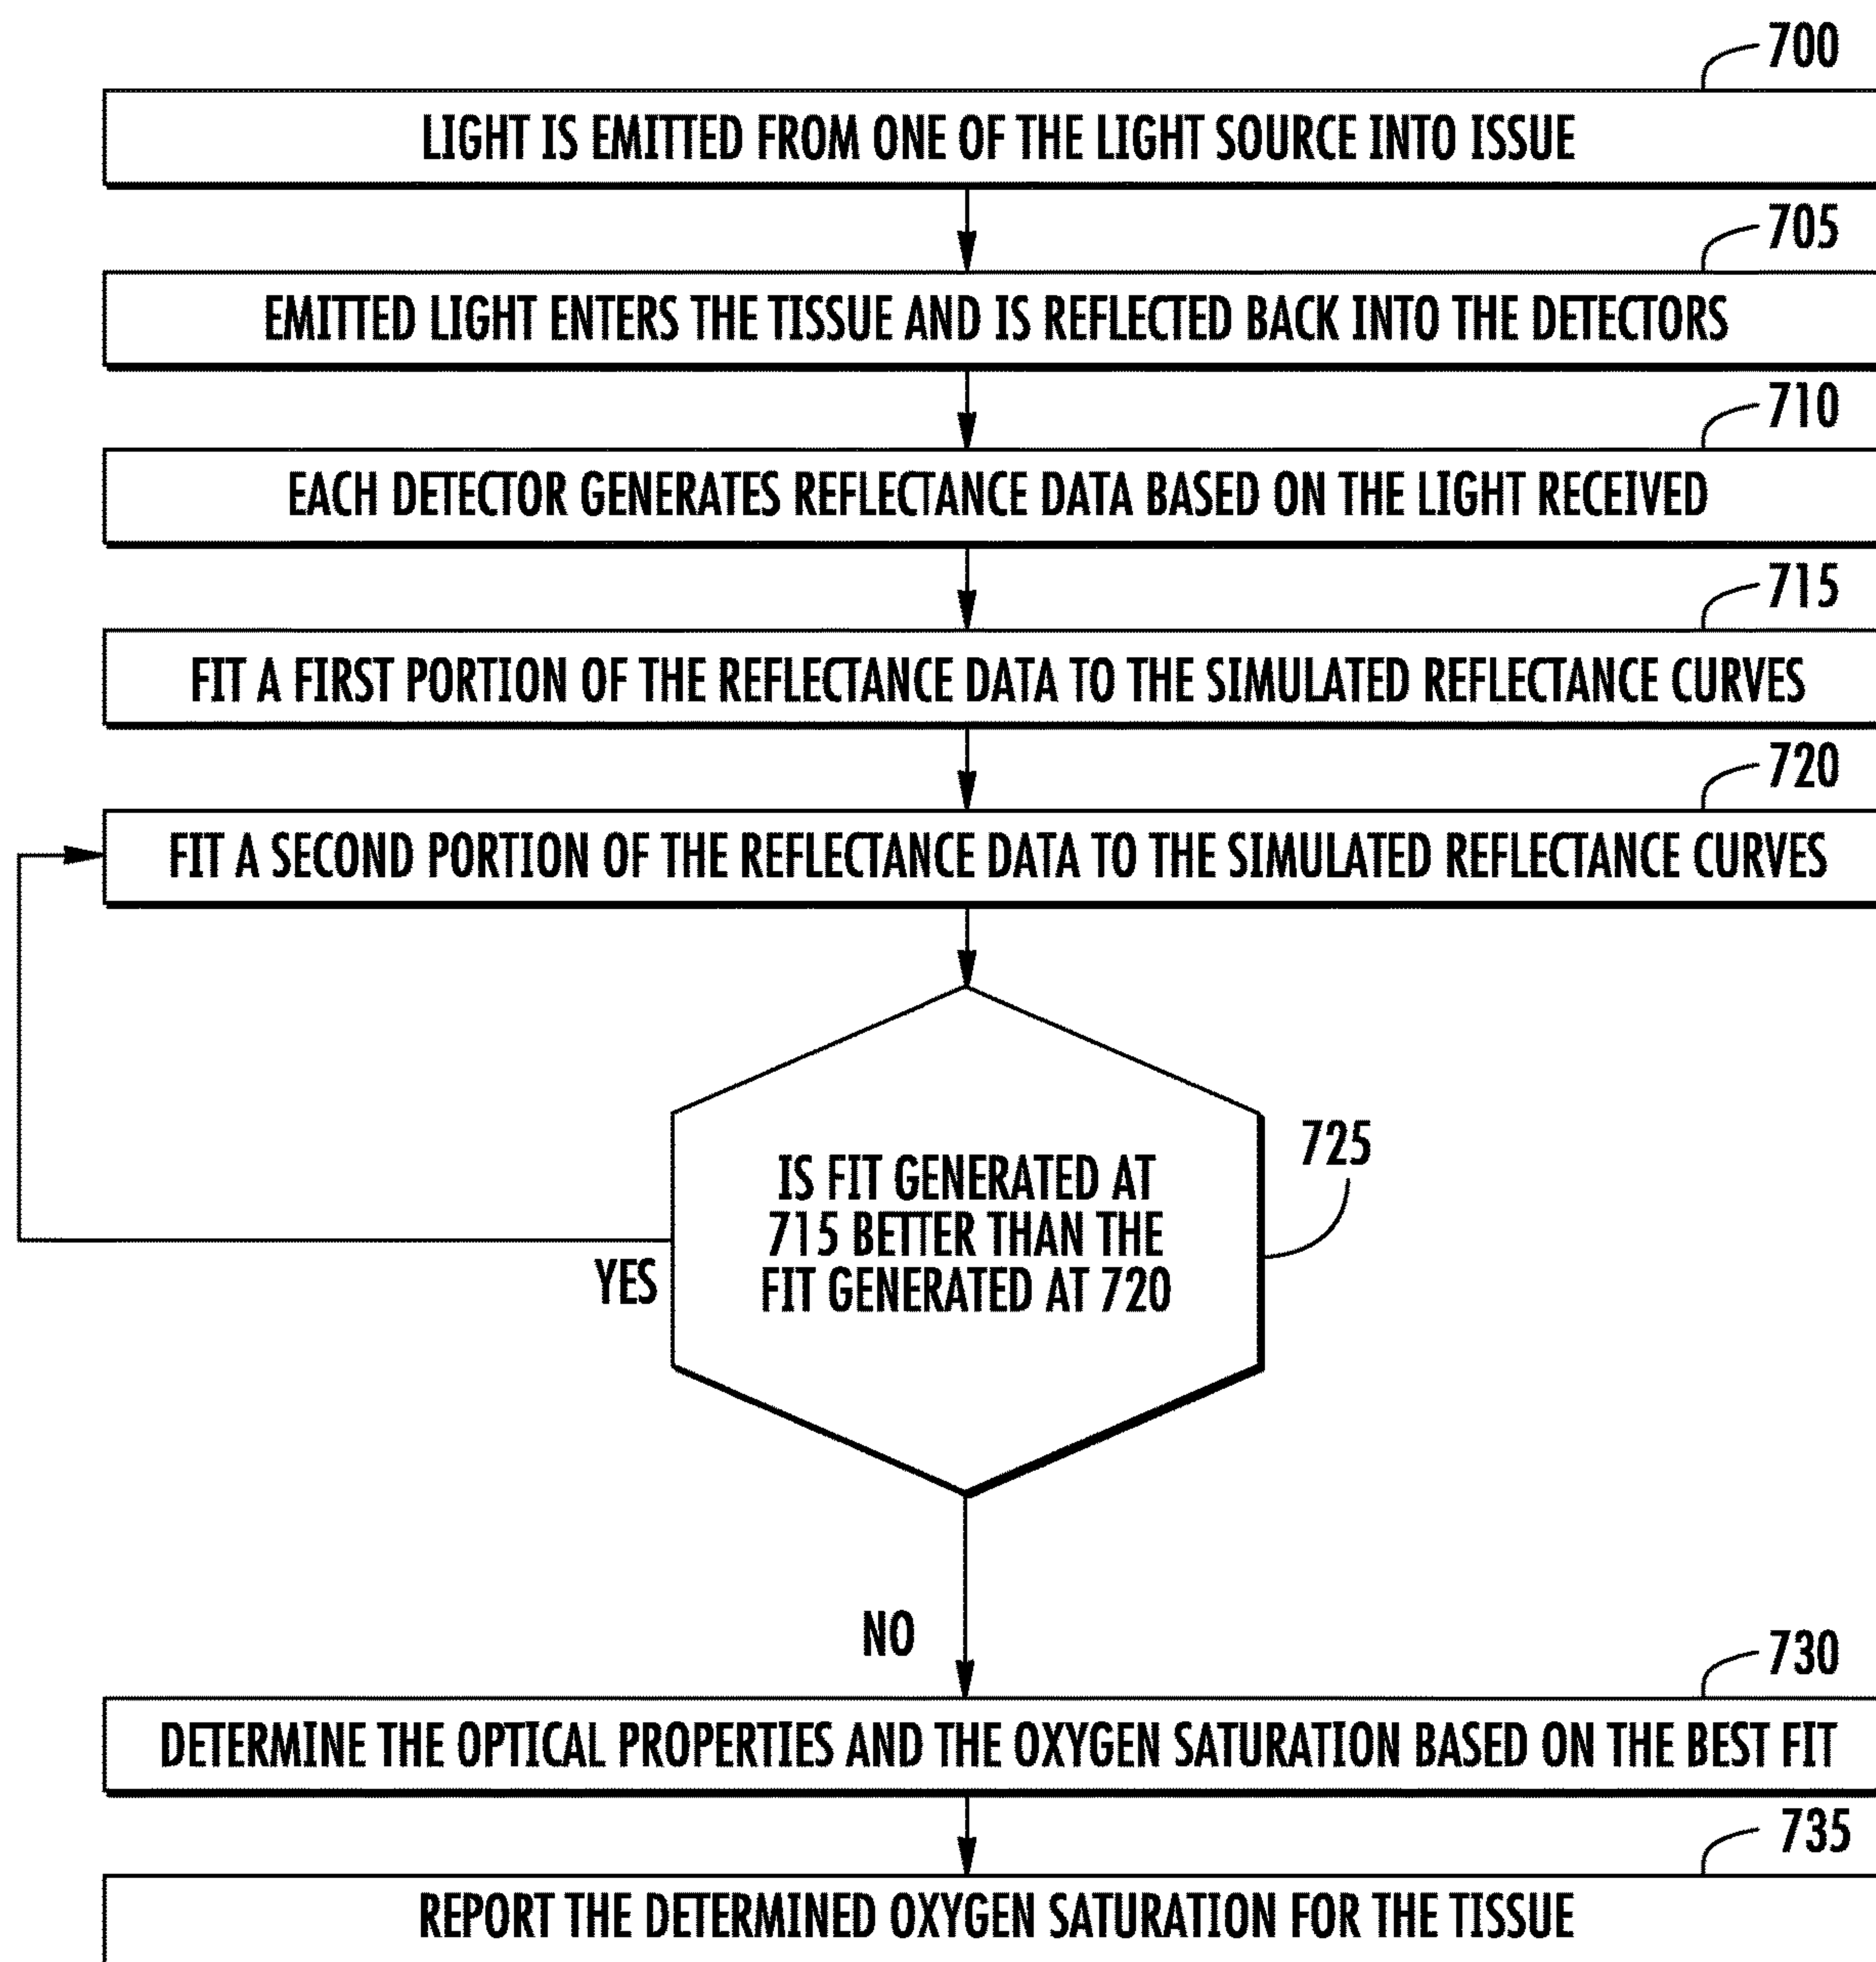 700
LIGHT IS EMITTED FROM ONE OF THE LIGHT SOURCE INTO ISSUE
705
EMITTED LIGHT ENTERS THE TISSUE AND IS REFLECTED BACK INTO THE DETECTORS
710
EACH DETECTOR GENERATES REFLECTANCE DATA BASED ON THE LIGHT RECEIVED
715
FIT A FIRST PORTION OF THE REFLECTANCE DATA TO THE SIMULATED REFLECTANCE CURVES
720
FIT A SECOND PORTION OF THE REFLECTANCE DATA TO THE SIMULATED REFLECTANCE CURVES
725
IS FIT GENERATED AT
715 BETTER THAN THE
FIT GENERATED AT 720
YES
NO
730
DETERMINE THE OPTICAL PROPERTIES AND THE OXYGEN SATURATION BASED ON THE BEST FIT
735
REPORT THE DETERMINED OXYGEN SATURATION FOR THE TISSUE